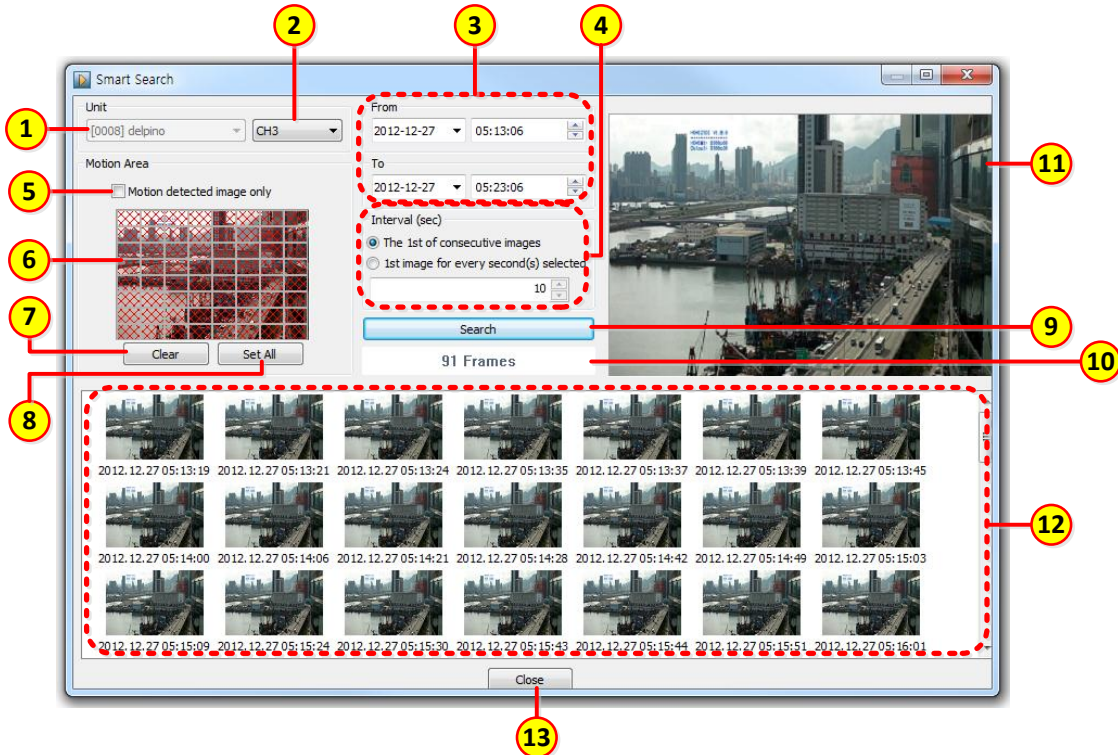 2
3
4
Smart Search
Unit
From
1
[0008] delpino
CH3
2012-12-27
05:13:06
11
Motion Area
To
5
Motion detected image only
2012-12-27
05:23:06
6
Interval (sec)
The 1st of consecutive images
1st image for every second(s) selected
10
7
Search
9
Clear
Set All
91 Frames
10
8
2012.12.27 05:13:19 2012.12.27 05:13:21 2012.12.27 05:13:24 2012.12.27 05:13:35 2012.12.27 05:13:37 2012.12.27 05:13:39 2012.12.27 05:13:45
12
2012.12.27 05:14:00 2012.12.27 05:14:06 2012.12.27 05:14:21 2012.12.27 05:14:28 2012.12.27 05:14:42 2012.12.27 05:14:49 2012.12.27 05:15:03
2012.12.27 05:15:09 2012.12.27 05:15:24 2012.12.27 05:15:30 2012.12.27 05:15:43 2012.12.27 05:15:44 2012.12.27 05:15:51 2012.12.27 05:16:01
Close
13